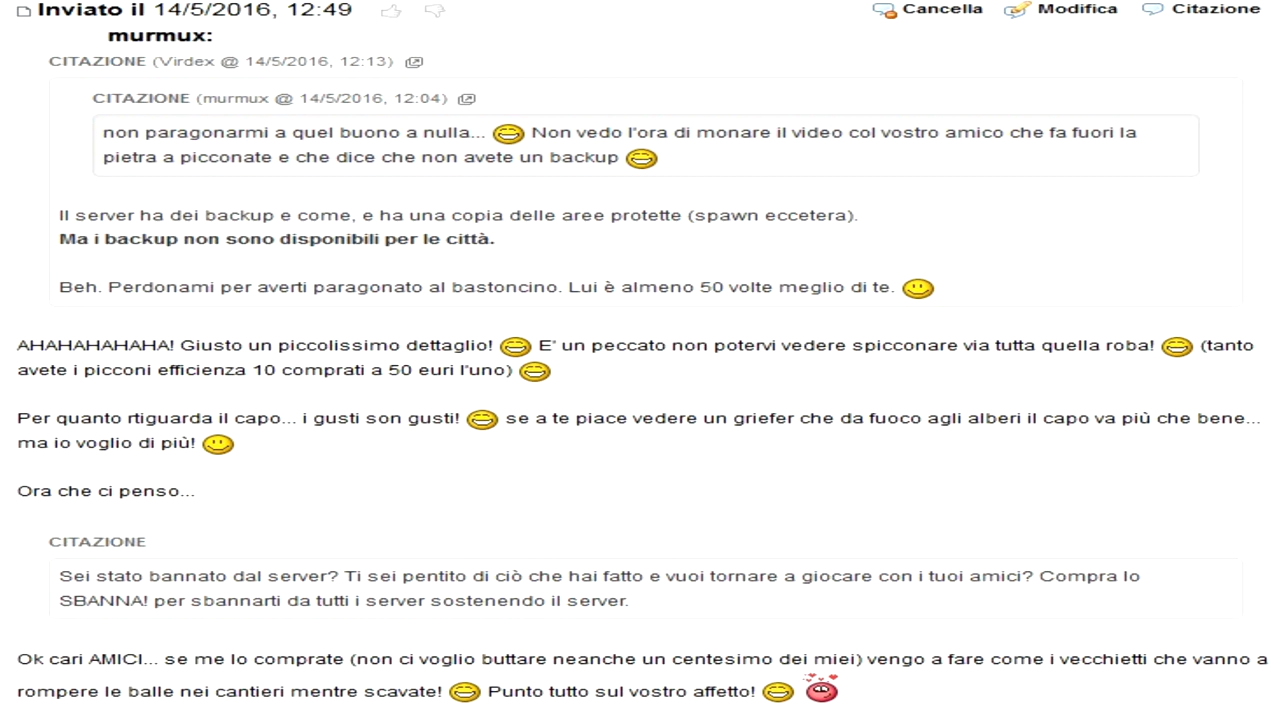 Inviato il 14/5/2016, 12:49 Cancella Modifica Citazione
murmux:
CITAZIONE (Virdex @ 14/5/2016, 12:13)
CITAZIONE (murmux @ 14/5/2016, 12:04)
non paragonarmi a quel buono a nulla... Non vedo l'ora di monare il video col vostro amico che fa fuori la
pietra a picconate e che dice che non avete un backup
Il server ha dei backup e come, e ha una copia delle aree protette (spawn eccetera).
Ma i backup non sono disponibili per le città.
Beh. Perdonami per averti paragonato al bastoncino. Lui è almeno 50 volte meglio di te.
AHAHAHAHAHA! Giusto un piccolissimo dettaglio! E' un peccato non potervi vedere spicconare via tutta quella roba! (tanto
avete i picconi efficienza 10 comprati a 50 euri l'uno)
Per quanto rtiguarda il capo... i gusti son gusti! se a te piace vedere un griefer che da fuoco agli alberi il capo va più che bene...
ma io voglio di più!
Ora che ci penso...
CITAZIONE
Sei stato bannato dal server? Ti sei pentito di ciò che hai fatto e vuoi tornare a giocare con i tuoi amici? Compra lo
SBANNA! per sbannarti da tutti i server sostenendo il server.
Ok cari AMICI... se me lo comprate (non ci voglio buttare neanche un centesimo dei miei) vengo a fare come i vecchietti che vanno a
rompere le balle nei cantieri mentre scavate! Punto tutto sul vostro affetto!